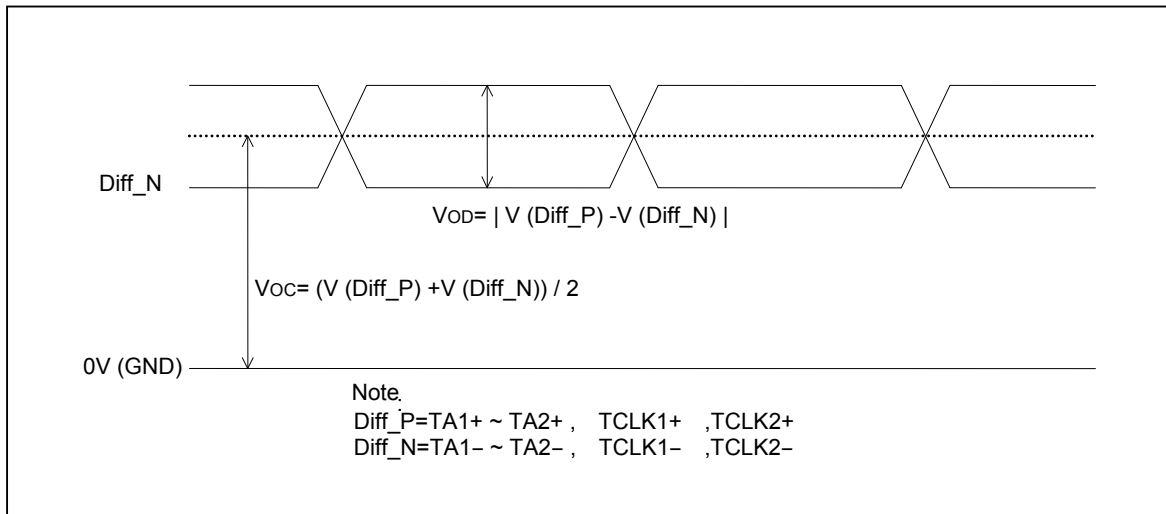 Diff_N
VOD= | V (Diff_P) -V (Diff_N) |
VOC= (V (Diff_P) +V (Diff_N)) / 2
0V (GND)
Note:
Diff_P=TA1+ ~ TA2+ , TCLK1+ ,TCLK2+
Diff_N=TA1− ~ TA2− , TCLK1− ,TCLK2−